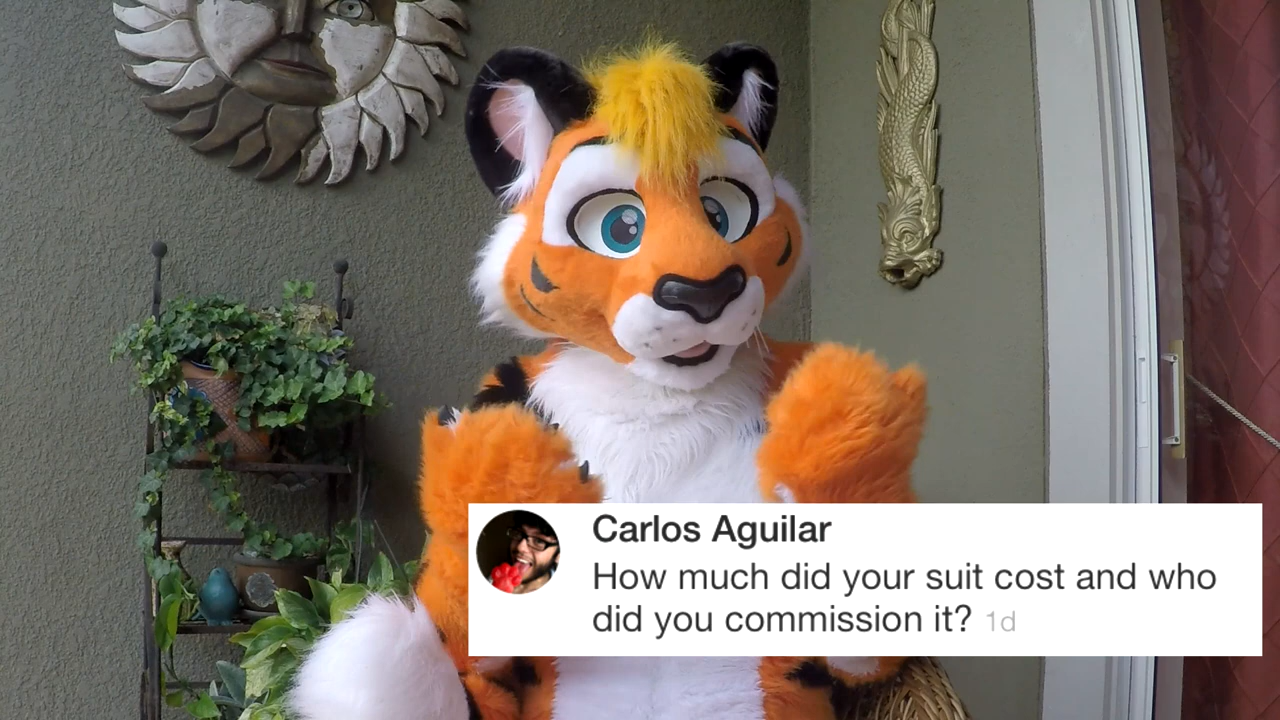 Carlos Aguilar
How much did your suit cost and who
did you commission it? 1d